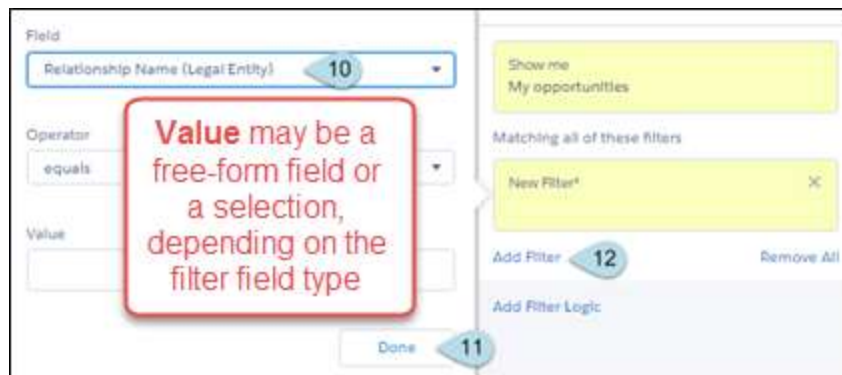 Field
Relationship Name (Legal Entity)
10
Operator
equals
Value
Value may be a
free-form field or
a selection,
depending on the
filter field type
Done
11
Show me
My opportunities
Matching all of these filters
New Filter*
×
Add Filter
12
Remove All
Add Filter Logic